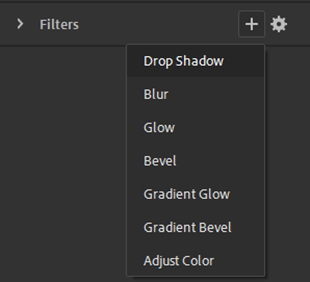 Filters
Drop Shadow
Blur
Glow
Bevel
Gradient Glow
Gradient Bevel
Adjust Color